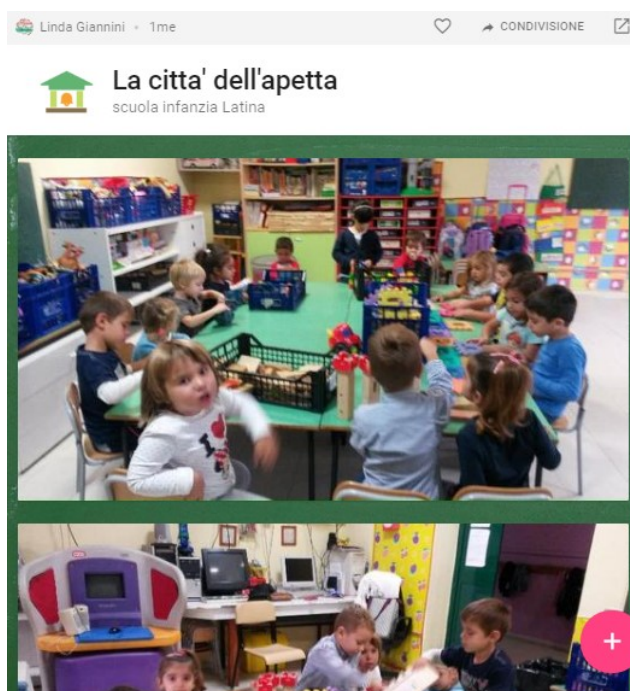 Linda Giannini • 1me
CONDIVISIONE
La citta' dell'apetta
scuola infanzia Latina
I